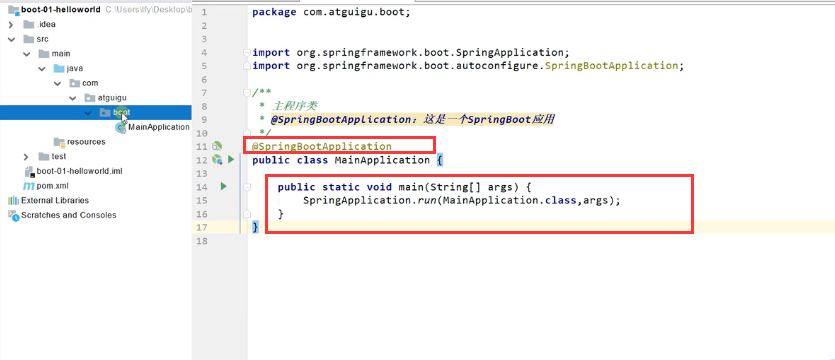 boot-01-helloworld C:\Users\lfy\Desktop\b
.idea
src
main
java
com
atguigu
boot
MainApplication
resources
test
boot-01-helloworld.iml
pom.xml
External Libraries
Scratches and Consoles
1 package com.atguigu.boot;
2
3
4 import org.springframework.boot.SpringApplication;
5 import org.springframework.boot.autoconfigure.SpringBootApplication;
6
7 /**
8 * 主程序类
9 * @SpringBootApplication：这是一个SpringBoot应用
10 */
11 @SpringBootApplication
12 public class MainApplication {
13
14 public static void main(String[] args) {
15 SpringApplication.run(MainApplication.class,args);
16 }
17 }
18